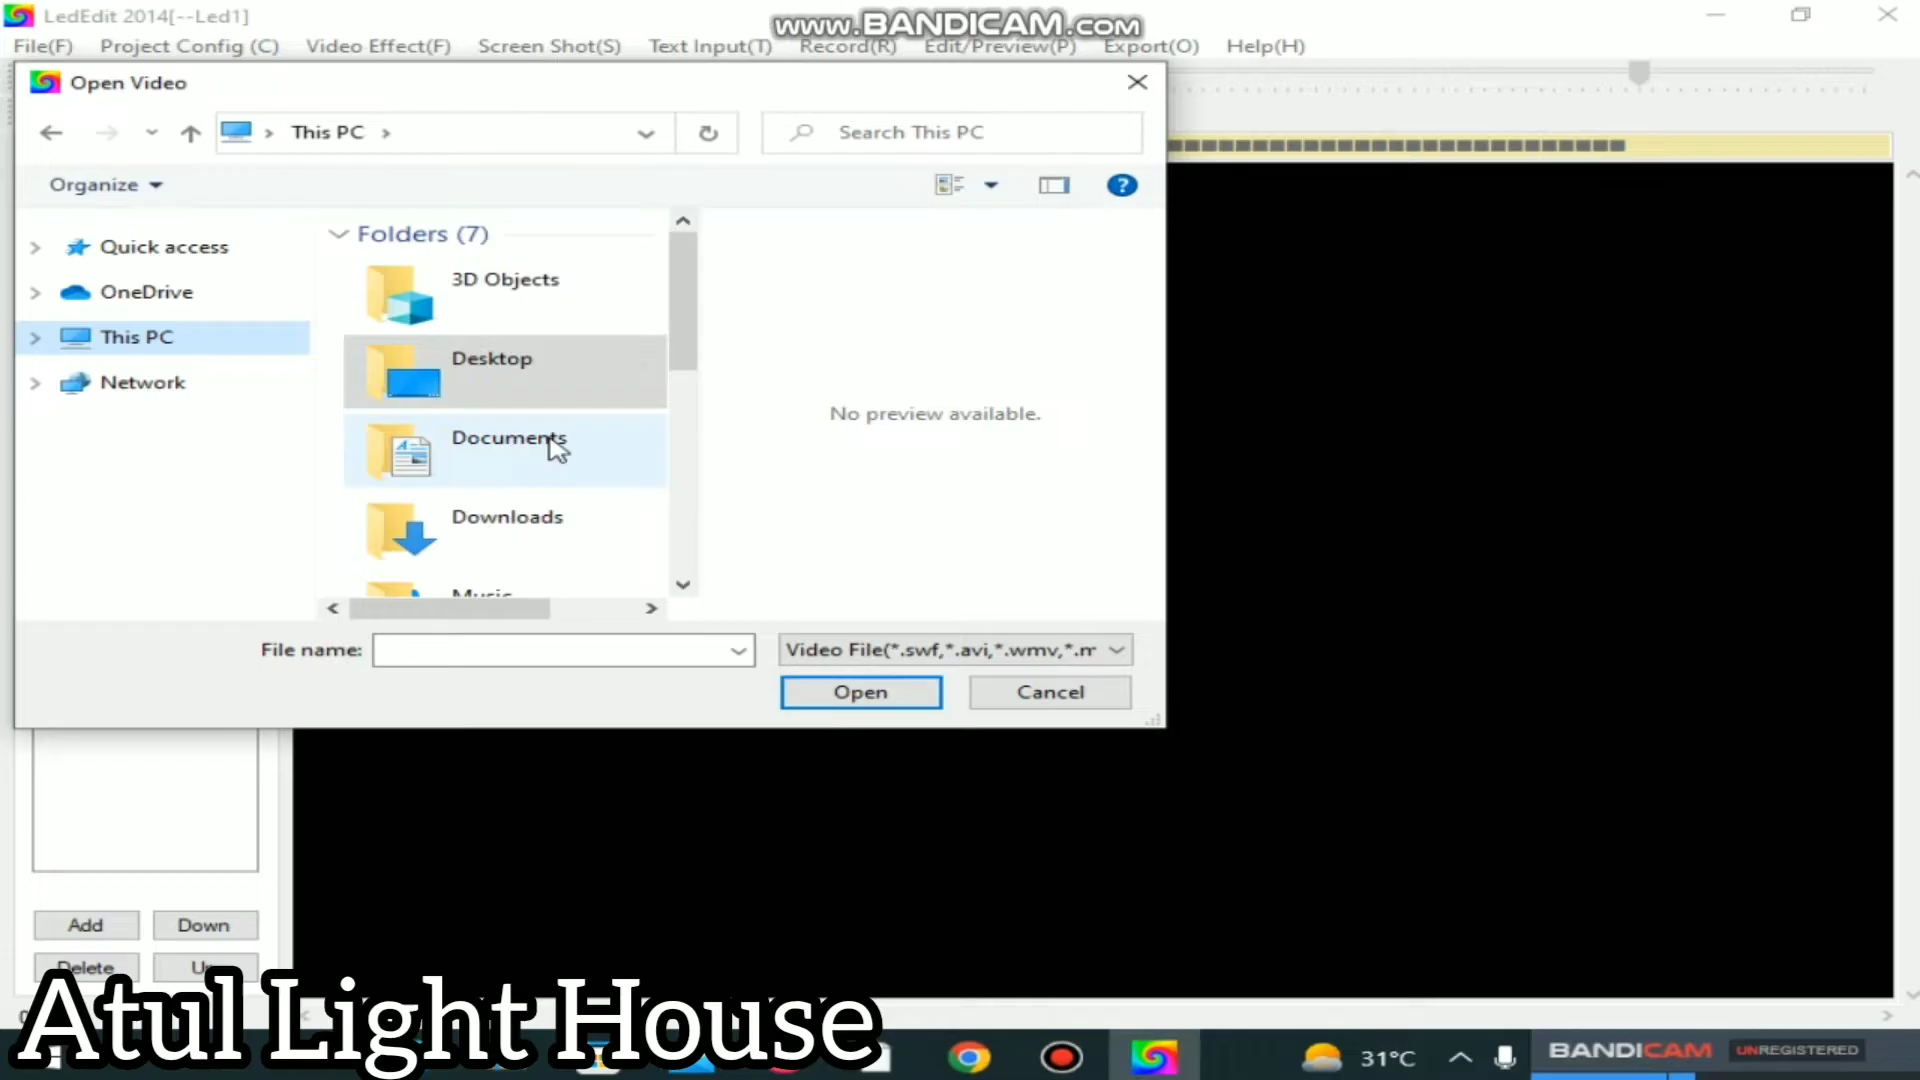 LedEdit 2014[--Led1]
www.BANDICAM.com
File(F) Project Config (C) Video Effect(F) Screen Shot(S) Text Input(T) Record(R) Edit/Preview(P) Export(O) Help(H)
Open Video
This PC
Search This PC
Organize
Quick access
OneDrive
This PC
Network
Folders (7)
3D Objects
Desktop
Documents
Downloads
Music
No preview available.
File name:
Video File(*.swf,*.avi,*.wmv,*.m
Open
Cancel
Add
Down
Delete
Up
Atul Light House
31°C
BANDICAM UNREGISTERED